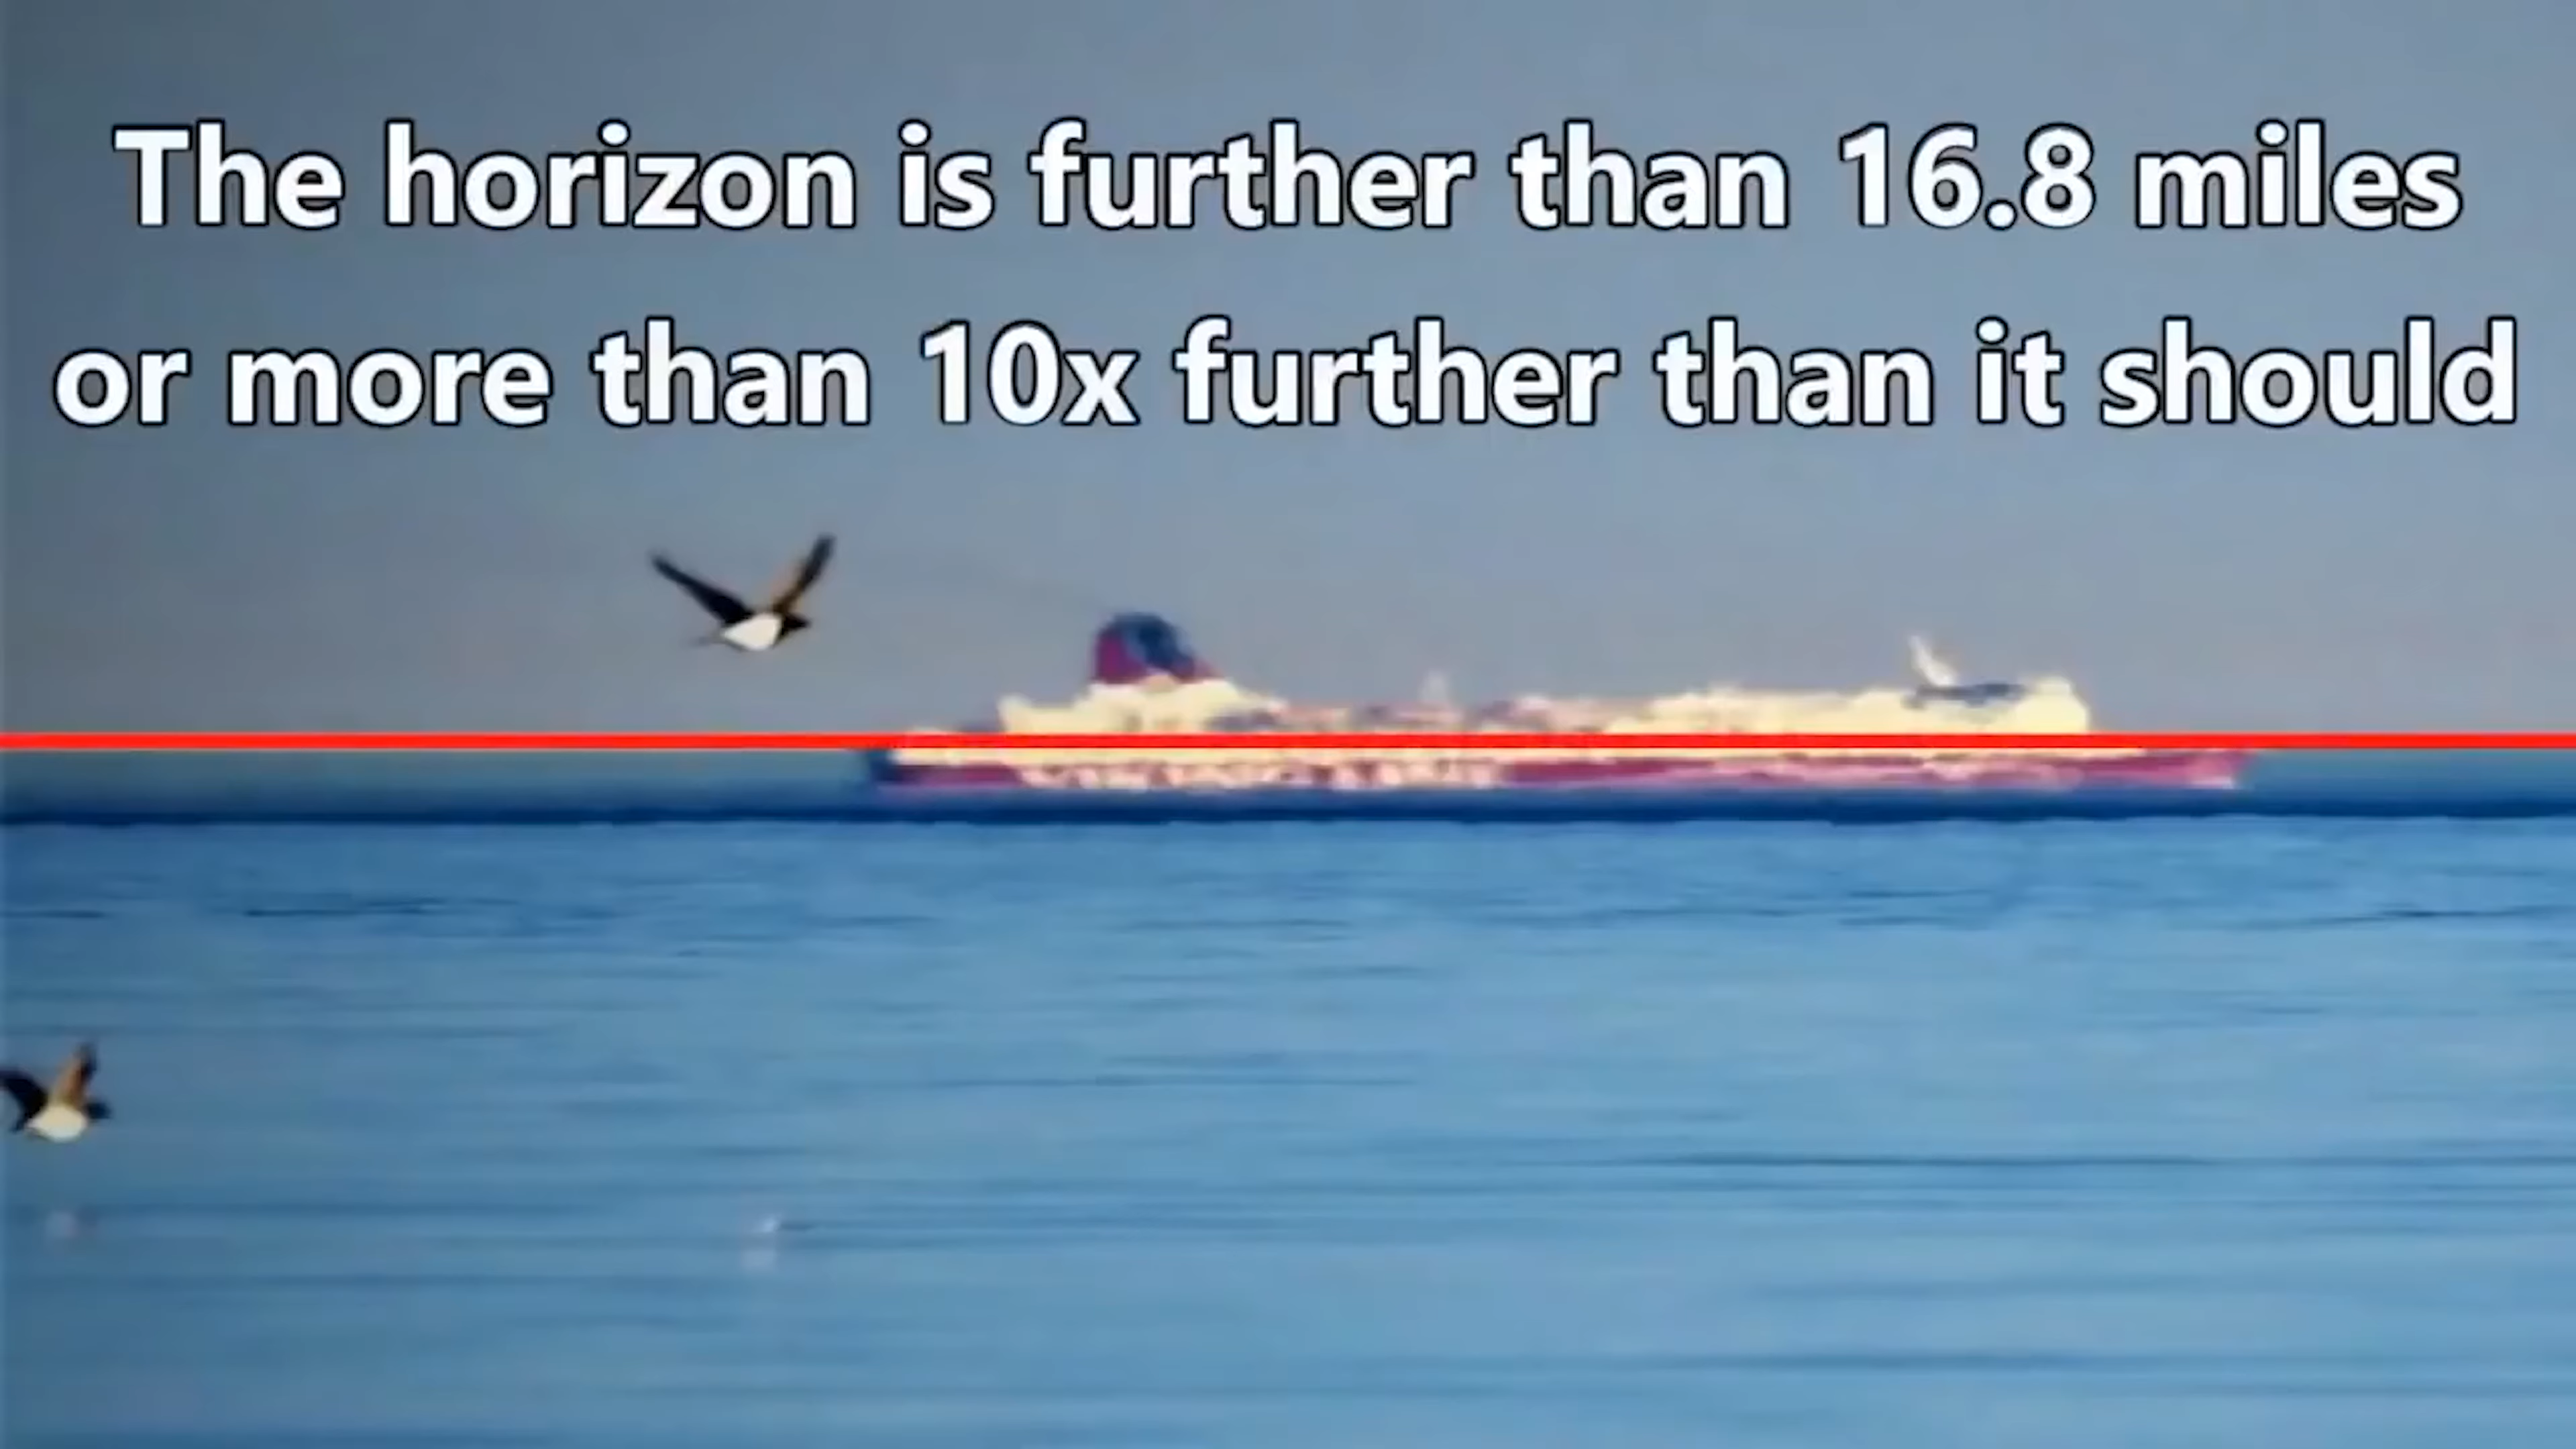 The horizon is further than 16.8 miles
or more than 10x further than it should